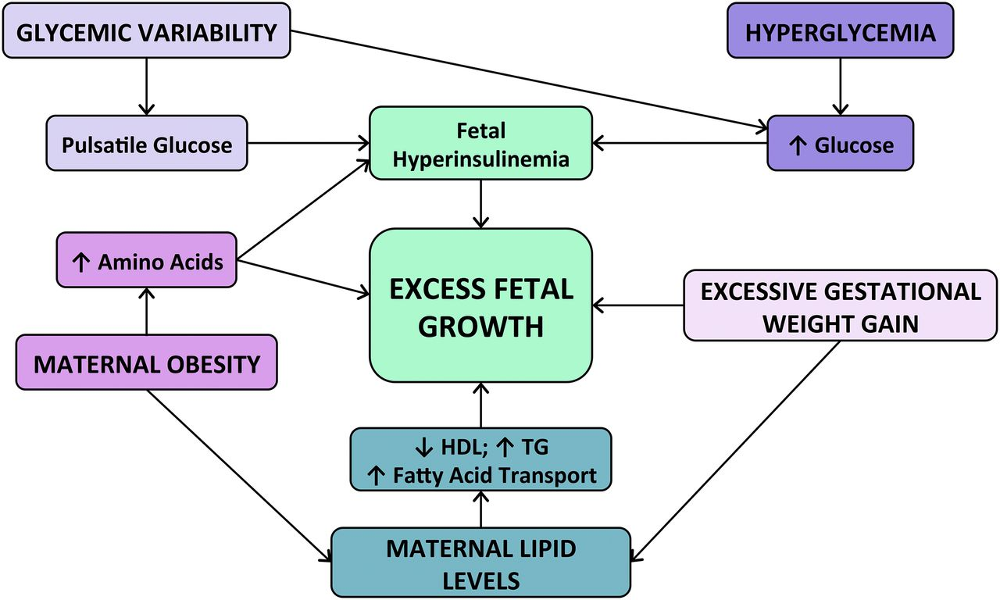 GLYCEMIC VARIABILITY
HYPERGLYCEMIA
Pulsatile Glucose
Fetal
Hyperinsulinemia
↑ Glucose
↑ Amino Acids
EXCESS FETAL
GROWTH
EXCESSIVE GESTATIONAL
WEIGHT GAIN
MATERNAL OBESITY
↓ HDL; ↑ TG
↑ Fatty Acid Transport
MATERNAL LIPID
LEVELS